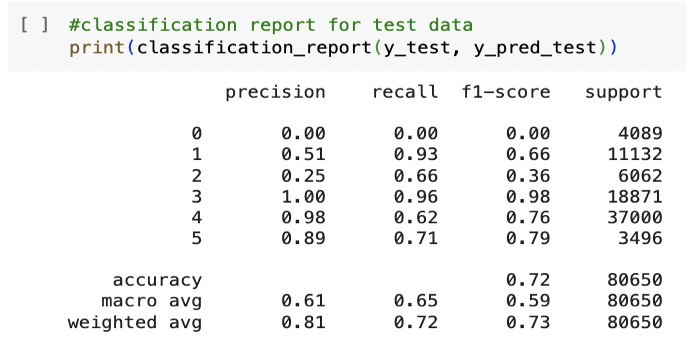 [ ] #classification report for test data
print(classification_report(y_test, y_pred_test))
precision recall f1-score support
0 0.00 0.00 0.00 4089
1 0.51 0.93 0.66 11132
2 0.25 0.66 0.36 6062
3 1.00 0.96 0.98 18871
4 0.98 0.62 0.76 37000
5 0.89 0.71 0.79 3496
accuracy 0.72 80650
macro avg 0.61 0.65 0.59 80650
weighted avg 0.81 0.72 0.73 80650